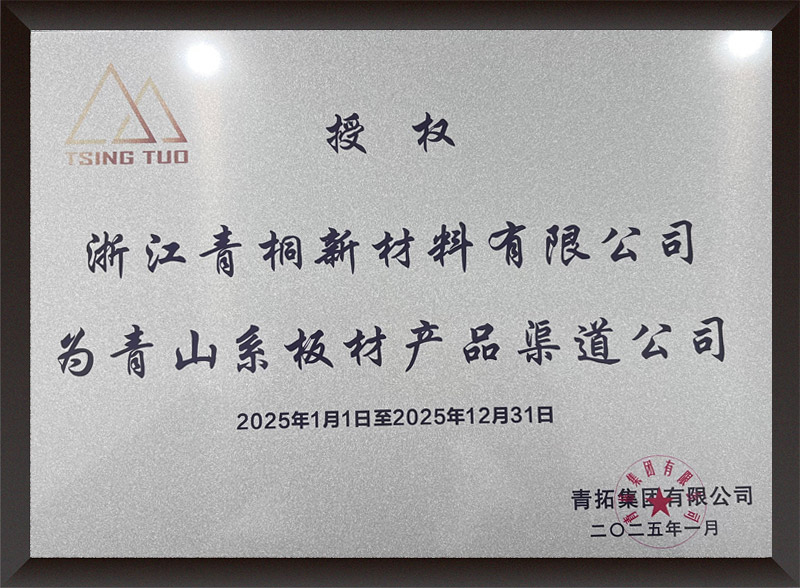 TSING TUO
授 权
浙江青桐新材料有限公司
为青山系板材产品渠道公司
2025年1月1日至2025年12月31日
青拓集团有限公司
二〇二五年一月